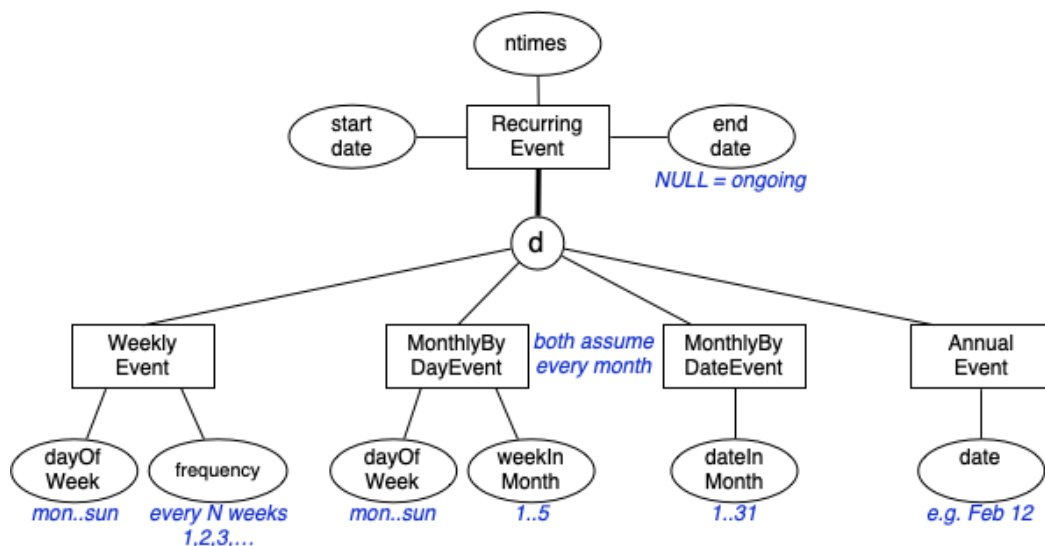 ntimes
start
date
Recurring
Event
end
date
NULL = ongoing
d
Weekly
Event
MonthlyBy
DayEvent
both assume
every month
MonthlyBy
DateEvent
Annual
Event
dayOf
Week
frequency
dayOf
Week
weekIn
Month
dateIn
Month
date
mon..sun
every N weeks
1,2,3,...
mon..sun
1..5
1..31
e.g. Feb 12